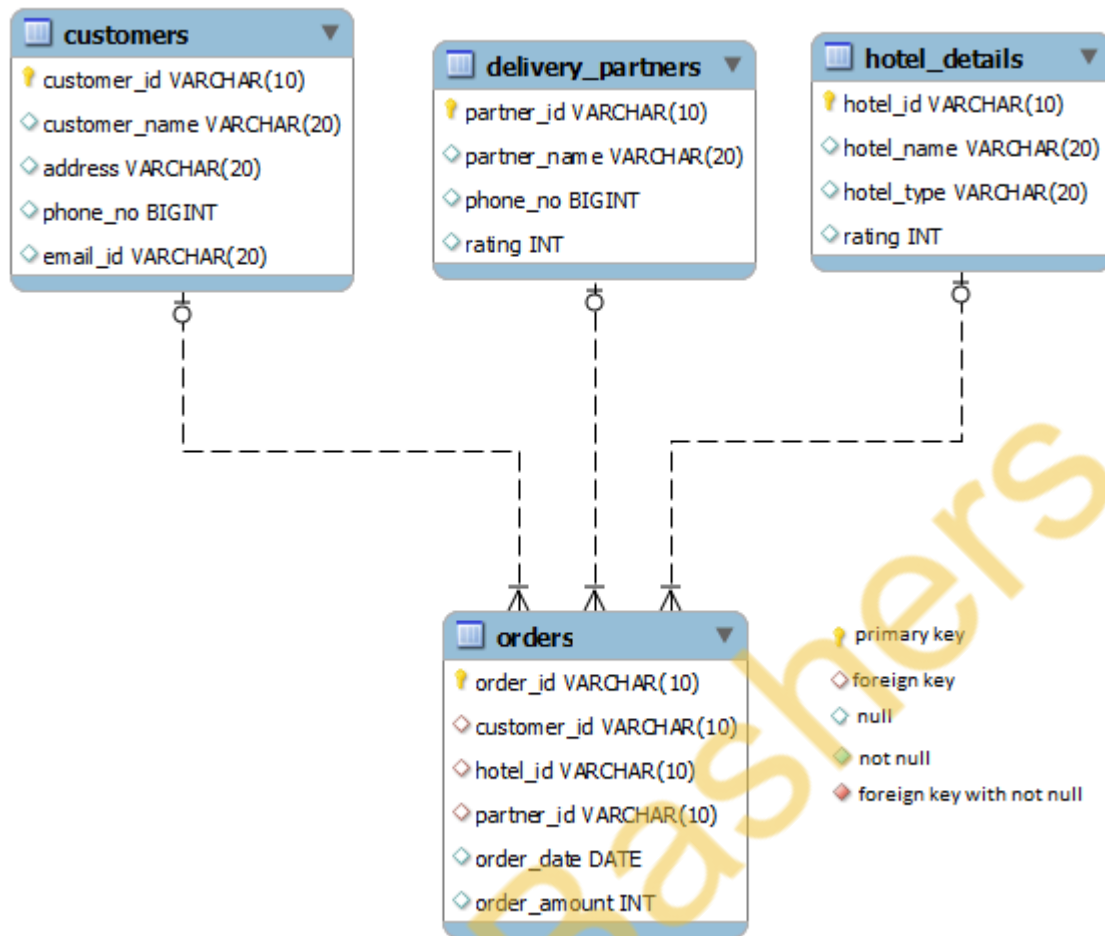 customers
customer_id VARCHAR(10)
customer_name VARCHAR(20)
address VARCHAR(20)
phone_no BIGINT
email_id VARCHAR(20)
delivery_partners
partner_id VARCHAR(10)
partner_name VARCHAR(20)
phone_no BIGINT
rating INT
hotel_details
hotel_id VARCHAR(10)
hotel_name VARCHAR(20)
hotel_type VARCHAR(20)
rating INT
orders
order_id VARCHAR(10)
customer_id VARCHAR(10)
hotel_id VARCHAR(10)
partner_id VARCHAR(10)
order_date DATE
order_amount INT
primary key
foreign key
null
not null
foreign key with not null
Bashers